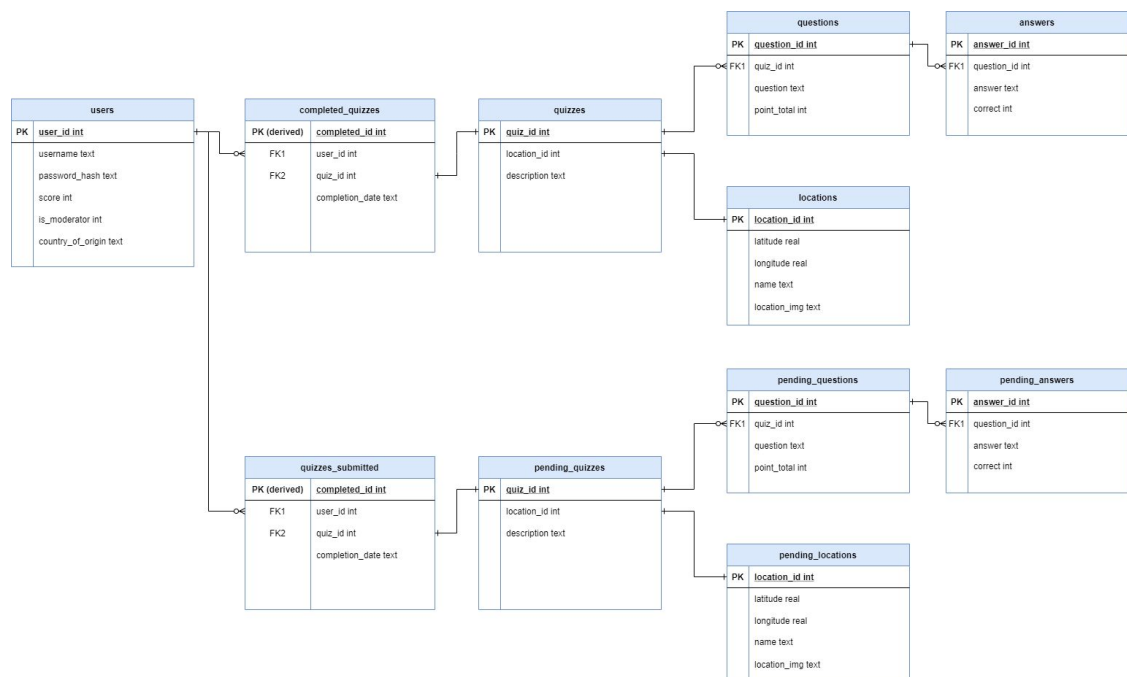 users
PK user_id int
username text
password_hash text
score int
is_moderator int
country_of_origin text
completed_quizzes
PK (derived) completed_id int
FK1 user_id int
FK2 quiz_id int
completion_date text
quizzes
PK quiz_id int
location_id int
description text
questions
PK question_id int
FK1 quiz_id int
question text
point_total int
answers
PK answer_id int
FK1 question_id int
answer text
correct int
locations
PK location_id int
latitude real
longitude real
name text
location_img text
quizzes_submitted
PK (derived) completed_id int
FK1 user_id int
FK2 quiz_id int
completion_date text
pending_quizzes
PK quiz_id int
location_id int
description text
pending_questions
PK question_id int
FK1 quiz_id int
question text
point_total int
pending_answers
PK answer_id int
FK1 question_id int
answer text
correct int
pending_locations
PK location_id int
latitude real
longitude real
name text
location_img text